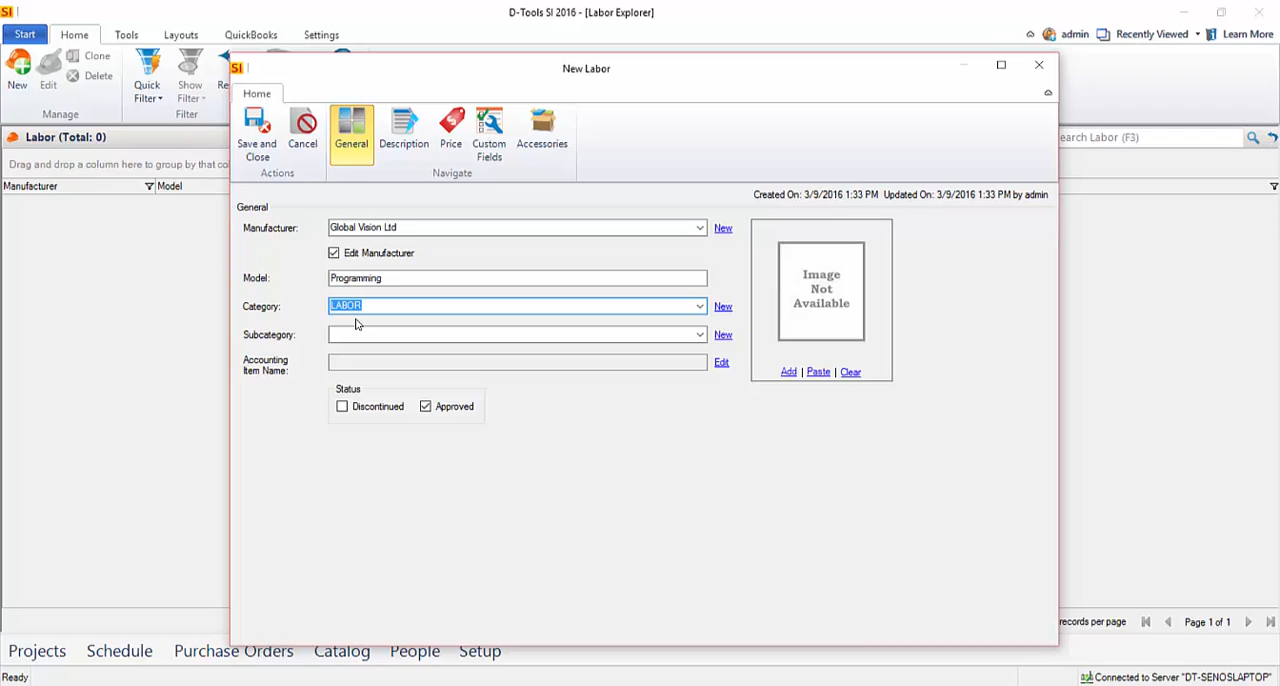 SI
D-Tools SI 2016 - [Labor Explorer]
Start Home Tools Layouts QuickBooks Settings
admin Recently Viewed Learn More
New Edit Clone Delete Quick Filter Show Filter
Manage Filter
SI New Labor
Home
Save and Close Cancel General Description Price Custom Fields Accessories
Actions Navigate
Labor (Total: 0)
earch Labor (F3)
Drag and drop a column here to group by that col
Manufacturer Model
Created On: 3/9/2016 1:33 PM Updated On: 3/9/2016 1:33 PM by admin
General
Manufacturer: Global Vision Ltd New
Edit Manufacturer
Model: Programming
Category: LABOR New
Subcategory: New
Accounting Item Name: Edit
Image
Not
Available
Add | Paste | Clear
Status
Discontinued Approved
records per page Page 1 of 1
Projects Schedule Purchase Orders Catalog People Setup
Ready Connected to Server "DT-SENOSLAPTOP"